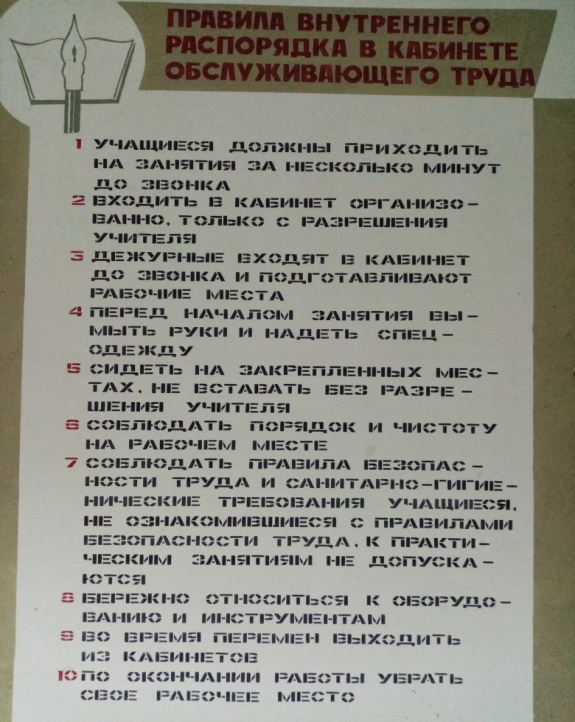 ПРАВИЛА ВНУТРЕННЕГО
РАСПОРЯДКА В КАБИНЕТЕ
ОБСЛУЖИВАЮЩЕГО ТРУДА
1 УЧАЩИЕСЯ ДОЛЖНЫ ПРИХОДИТЬ
НА ЗАНЯТИЯ ЗА НЕСКОЛЬКО МИНУТ
ДО ЗВОНКА
2 ВХОДИТЬ В КАБИНЕТ ОРГАНИЗО-
ВАННО, ТОЛЬКО С РАЗРЕШЕНИЯ
УЧИТЕЛЯ
3 ДЕЖУРНЫЕ ВХОДЯТ В КАБИНЕТ
ДО ЗВОНКА И ПОДГОТАВЛИВАЮТ
РАБОЧИЕ МЕСТА
4 ПЕРЕД НАЧАЛОМ ЗАНЯТИЯ ВЫ-
МЫТЬ РУКИ И НАДЕТЬ СПЕЦ-
ОДЕЖДУ
5 СИДЕТЬ НА ЗАКРЕПЛЕННЫХ МЕС-
ТАХ, НЕ ВСТАВАТЬ БЕЗ РАЗРЕ-
ШЕНИЯ УЧИТЕЛЯ
6 СОБЛЮДАТЬ ПОРЯДОК И ЧИСТОТУ
НА РАБОЧЕМ МЕСТЕ
7 СОБЛЮДАТЬ ПРАВИЛА БЕЗОПАС-
НОСТИ ТРУДА И САНИТАРНО-ГИГИЕ-
НИЧЕСКИЕ ТРЕБОВАНИЯ УЧАЩИЕСЯ,
НЕ ОЗНАКОМИВШИЕСЯ С ПРАВИЛАМИ
БЕЗОПАСНОСТИ ТРУДА, К ПРАКТИ-
ЧЕСКИМ ЗАНЯТИЯМ НЕ ДОПУСКА-
ЮТСЯ
8 БЕРЕЖНО ОТНОСИТЬСЯ К ОБОРУДО-
ВАНИЮ И ИНСТРУМЕНТАМ
9 ВО ВРЕМЯ ПЕРЕМЕН ВЫХОДИТЬ
ИЗ КАБИНЕТОВ
10 ПО ОКОНЧАНИИ РАБОТЫ УБРАТЬ
СВОЕ РАБОЧЕЕ МЕСТО